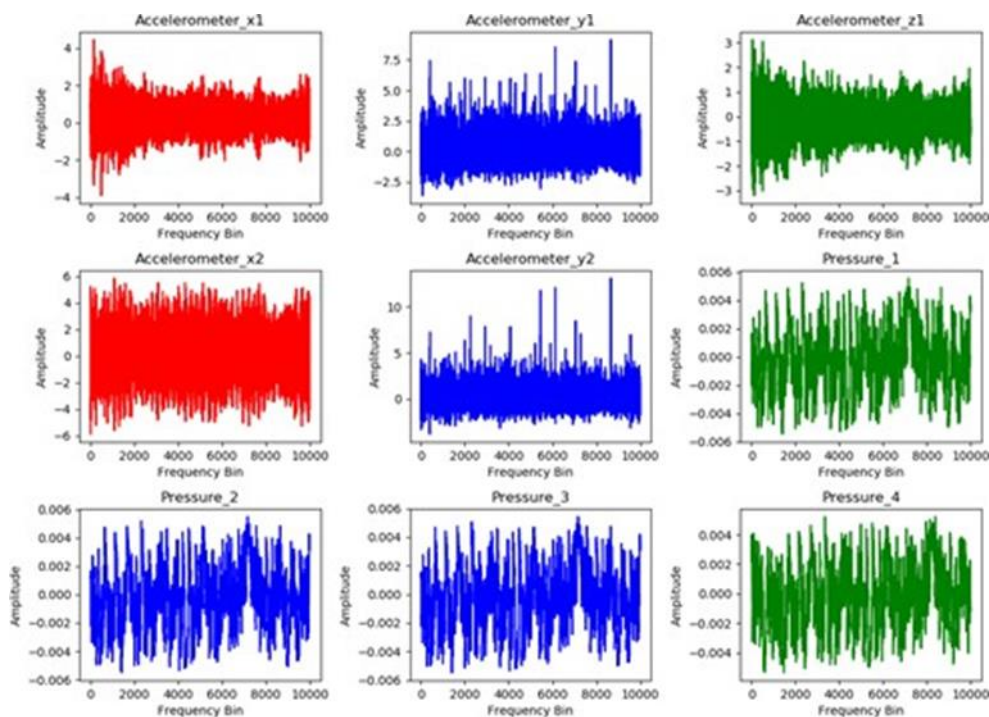 Accelerometer_x1
Amplitude
4
2
0
−2
−4
0 2000 4000 6000 8000 10000
Frequency Bin
Accelerometer_y1
Amplitude
7.5
5.0
2.5
0.0
−2.5
0 2000 4000 6000 8000 10000
Frequency Bin
Accelerometer_z1
Amplitude
3
2
1
0
−1
−2
−3
0 2000 4000 6000 8000 10000
Frequency Bin
Accelerometer_x2
Amplitude
6
4
2
0
−2
−4
−6
0 2000 4000 6000 8000 10000
Frequency Bin
Accelerometer_y2
Amplitude
10
5
0
0 2000 4000 6000 8000 10000
Frequency Bin
Pressure_1
Amplitude
0.006
0.004
0.002
0.000
−0.002
−0.004
−0.006
0 2000 4000 6000 8000 10000
Frequency Bin
Pressure_2
Amplitude
0.006
0.004
0.002
0.000
−0.002
−0.004
−0.006
0 2000 4000 6000 8000 10000
Frequency Bin
Pressure_3
Amplitude
0.006
0.004
0.002
0.000
−0.002
−0.004
−0.006
0 2000 4000 6000 8000 10000
Frequency Bin
Pressure_4
Amplitude
0.004
0.002
0.000
−0.002
−0.004
0 2000 4000 6000 8000 10000
Frequency Bin